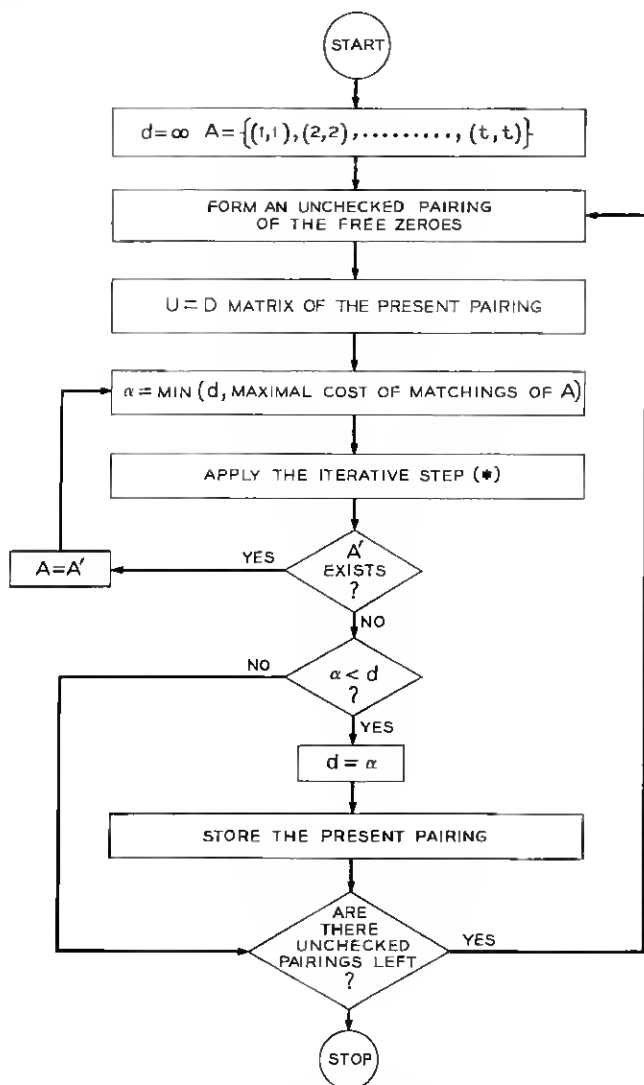 START
d=∞ A={(1,1),(2,2),.........,(t,t)}
FORM AN UNCHECKED PAIRING
OF THE FREE ZEROES
U=D MATRIX OF THE PRESENT PAIRING
α=MIN(d, MAXIMAL COST OF MATCHINGS OF A)
APPLY THE ITERATIVE STEP (*)
A'
EXISTS
?
YES
A=A'
NO
α<d
?
NO
YES
d=α
STORE THE PRESENT PAIRING
ARE
THERE
UNCHECKED
PAIRINGS LEFT
?
YES
STOP